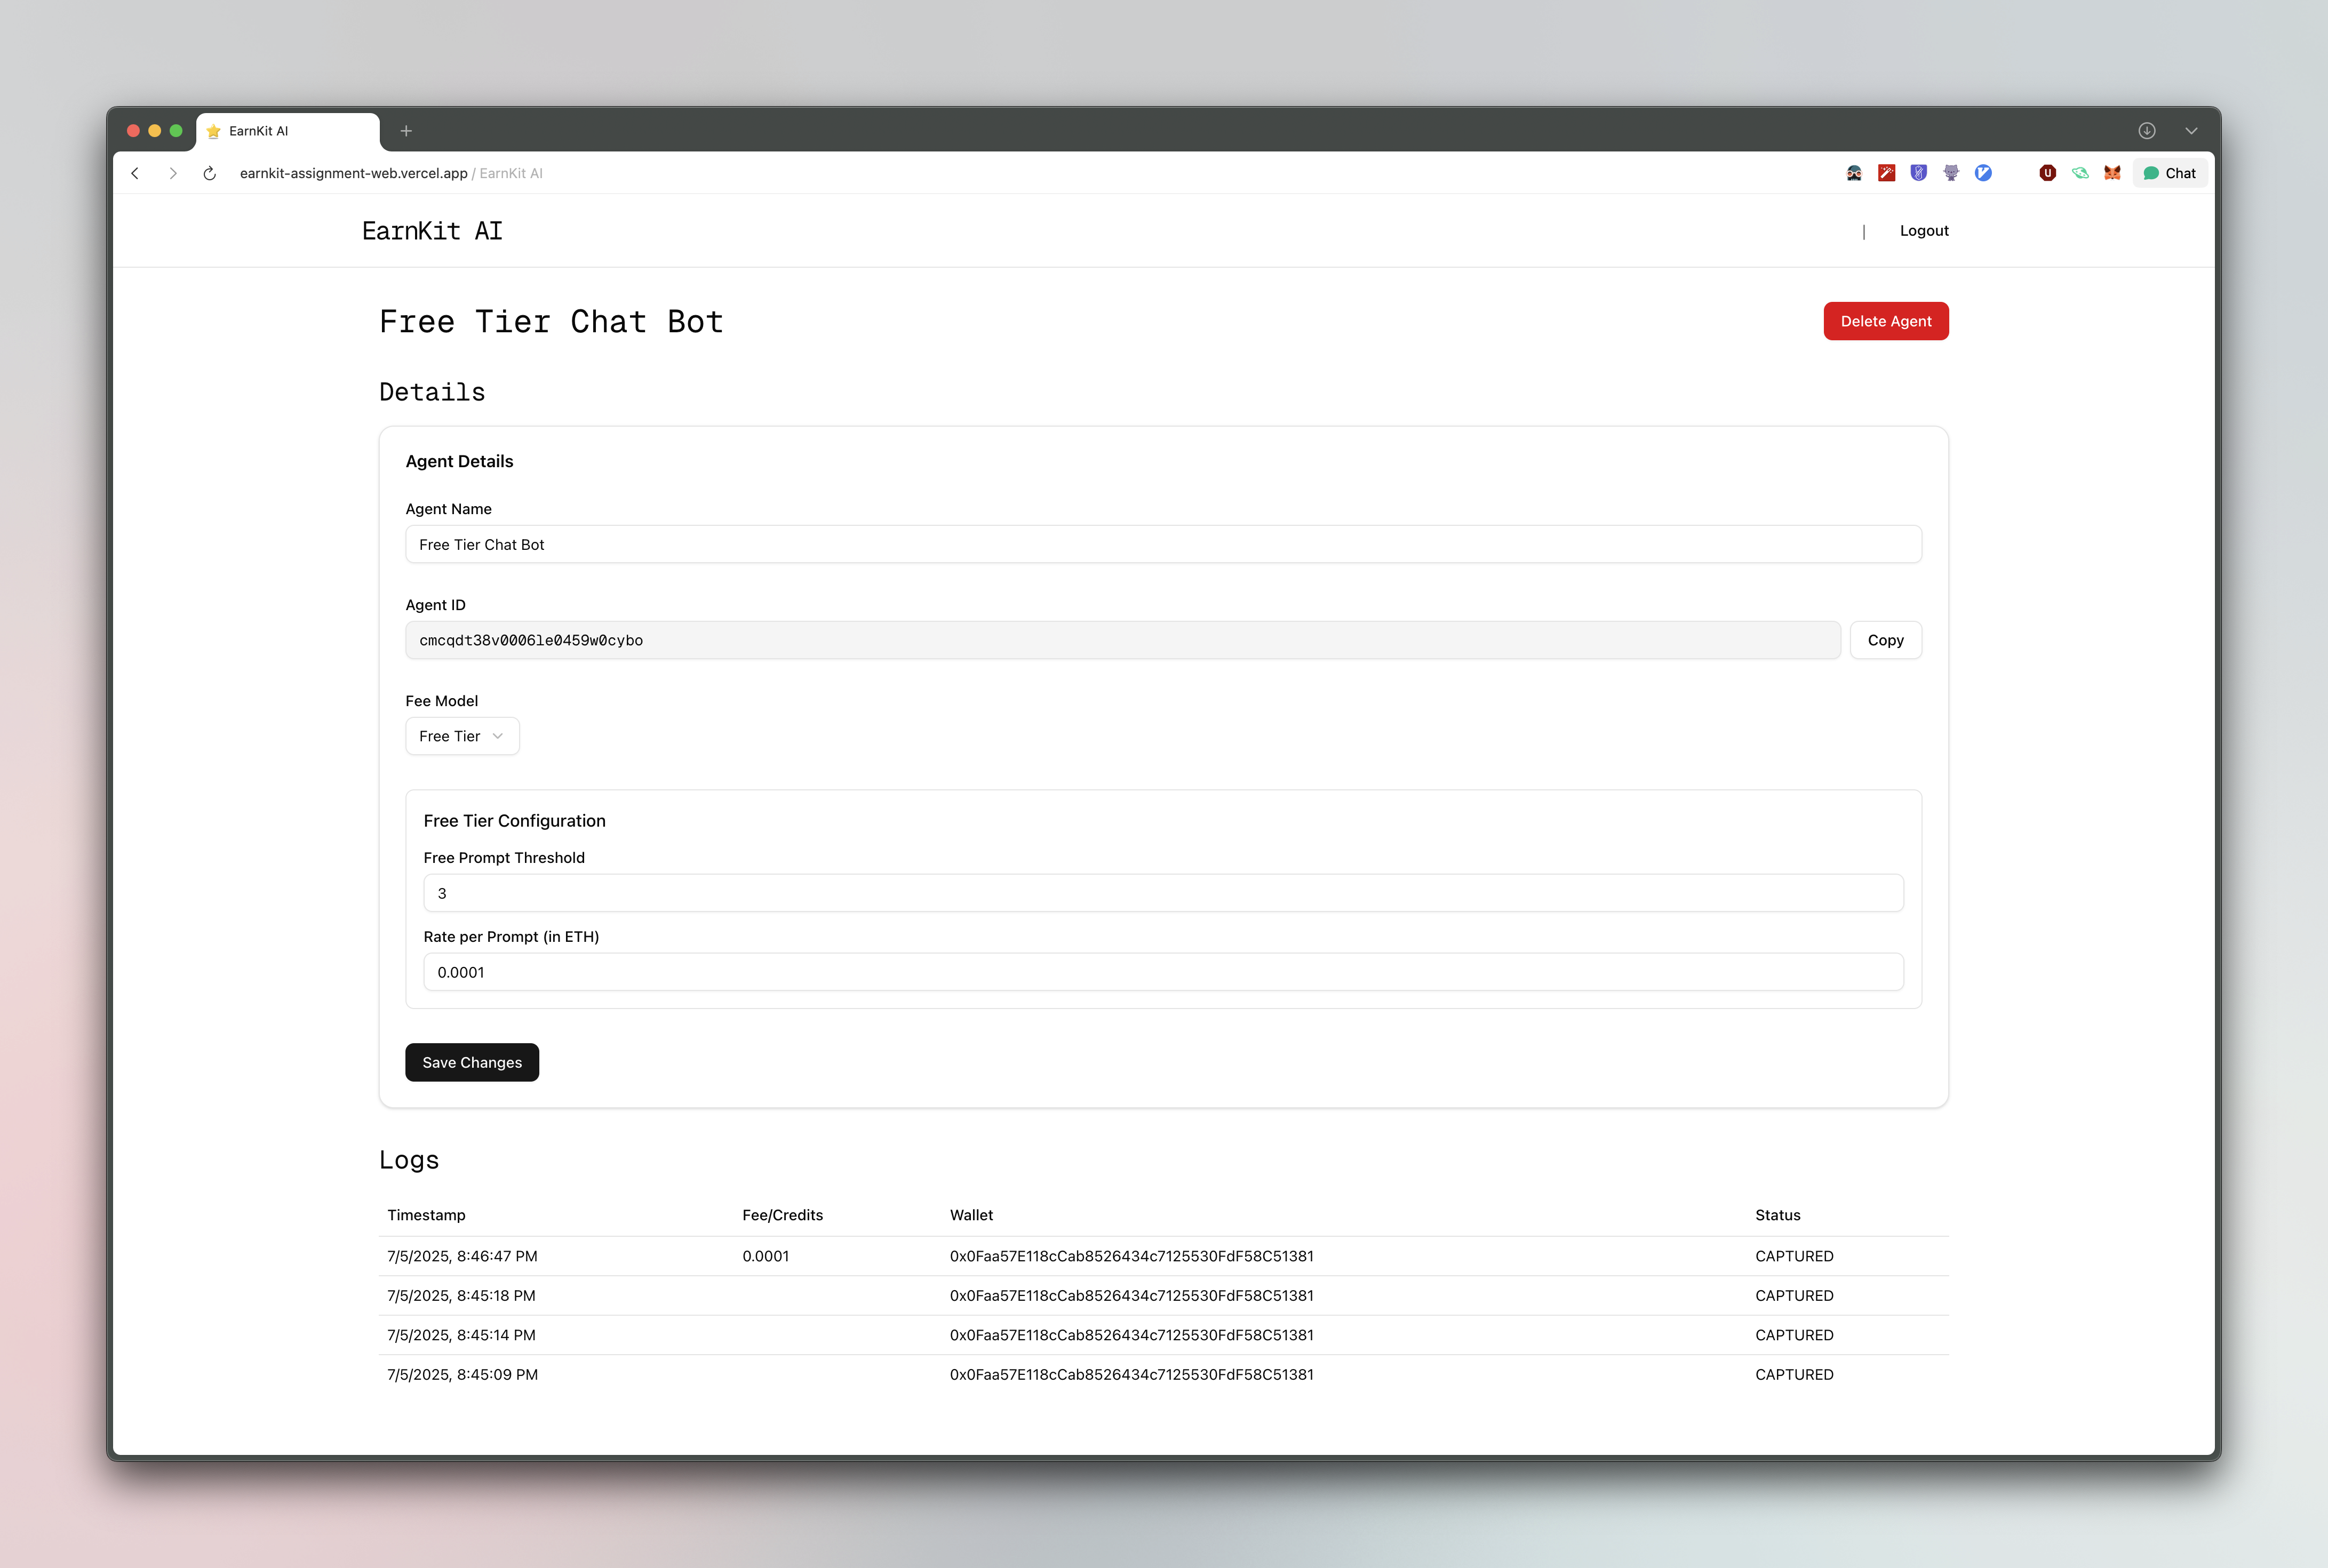 EarnKit AI
earnkit-assignment-web.vercel.app / EarnKit AI
Chat
EarnKit AI
|
Logout
Free Tier Chat Bot
Delete Agent
Details
Agent Details
Agent Name
Free Tier Chat Bot
Agent ID
cmcqdt38v0006le0459w0cybo
Copy
Fee Model
Free Tier
Free Tier Configuration
Free Prompt Threshold
3
Rate per Prompt (in ETH)
0.0001
Save Changes
Logs
Timestamp Fee/Credits Wallet Status
7/5/2025, 8:46:47 PM 0.0001 0x0Faa57E118cCab8526434c7125530FdF58C51381 CAPTURED
7/5/2025, 8:45:18 PM 0x0Faa57E118cCab8526434c7125530FdF58C51381 CAPTURED
7/5/2025, 8:45:14 PM 0x0Faa57E118cCab8526434c7125530FdF58C51381 CAPTURED
7/5/2025, 8:45:09 PM 0x0Faa57E118cCab8526434c7125530FdF58C51381 CAPTURED